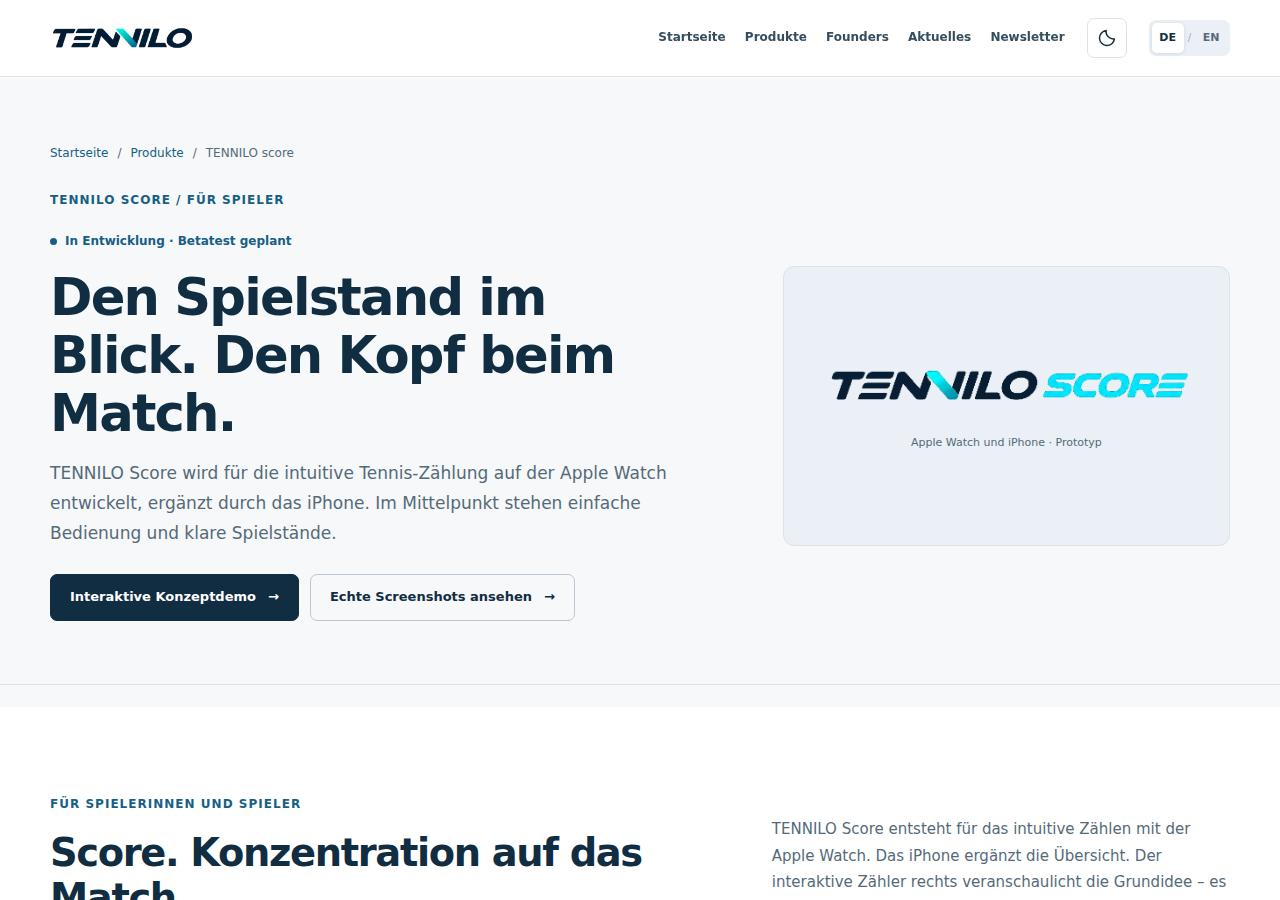 TENNILO
Startseite
Produkte
Founders
Aktuelles
Newsletter
DE / EN
Startseite / Produkte / TENNILO score
TENNILO SCORE / FÜR SPIELER
In Entwicklung · Betatest geplant
Den Spielstand im
Blick. Den Kopf beim
Match.
TENNILO Score wird für die intuitive Tennis-Zählung auf der Apple Watch
entwickelt, ergänzt durch das iPhone. Im Mittelpunkt stehen einfache
Bedienung und klare Spielstände.
Interaktive Konzeptdemo →
Echte Screenshots ansehen →
TENNILO SCORE
Apple Watch und iPhone · Prototyp
FÜR SPIELERINNEN UND SPIELER
Score. Konzentration auf das
Match.
TENNILO Score entsteht für das intuitive Zählen mit der
Apple Watch. Das iPhone ergänzt die Übersicht. Der
interaktive Zähler rechts veranschaulicht die Grundidee – es